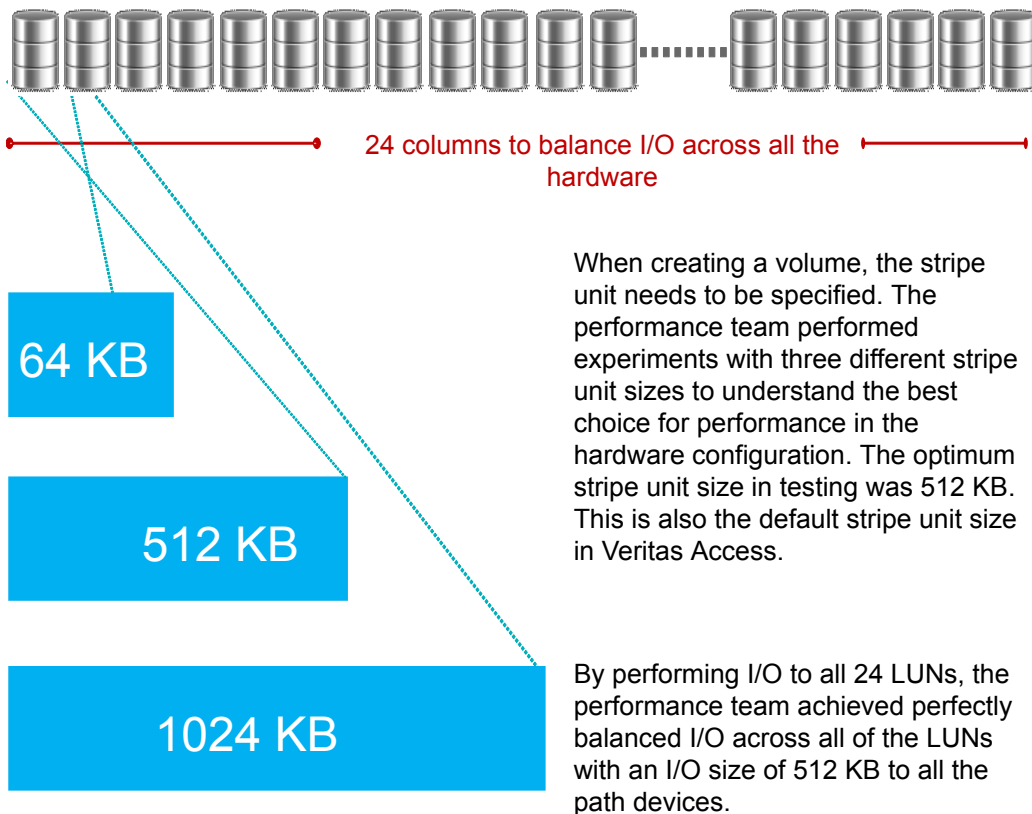 24 columns to balance I/O across all the
hardware
64 KB
When creating a volume, the stripe
unit needs to be specified. The
performance team performed
experiments with three different stripe
unit sizes to understand the best
choice for performance in the
hardware configuration. The optimum
stripe unit size in testing was 512 KB.
This is also the default stripe unit size
in Veritas Access.
512 KB
1024 KB
By performing I/O to all 24 LUNs, the
performance team achieved perfectly
balanced I/O across all of the LUNs
with an I/O size of 512 KB to all the
path devices.